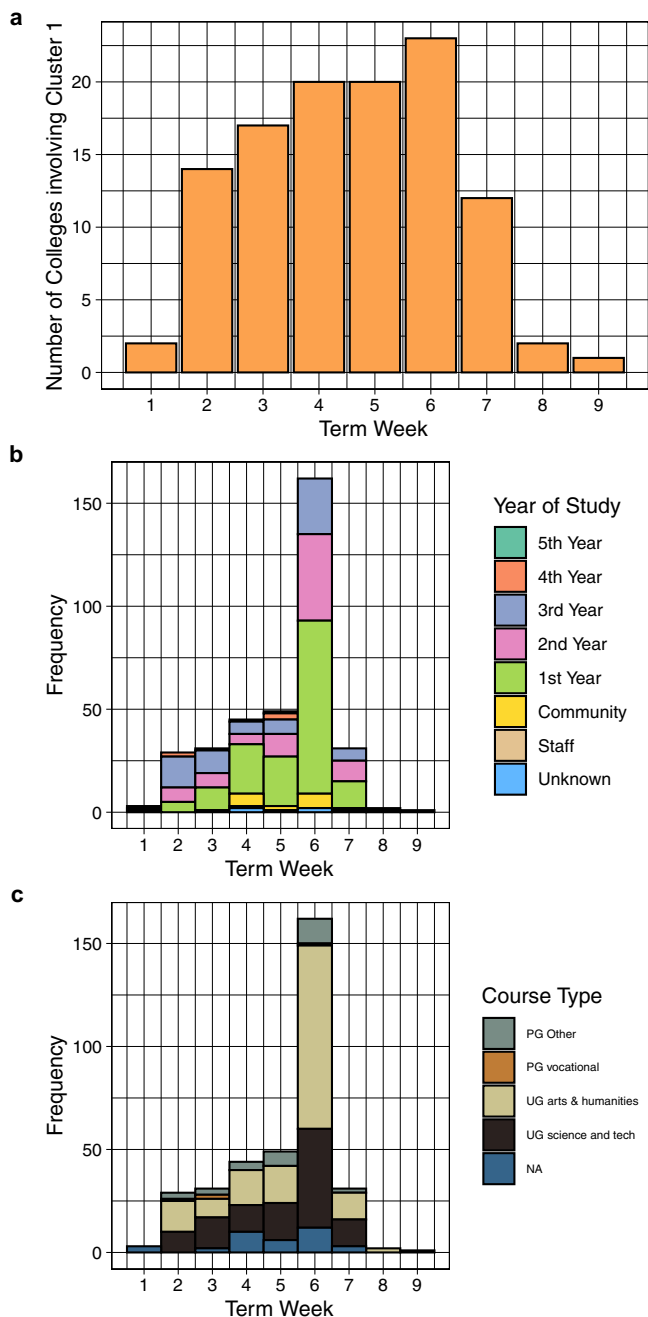 a
Number of Colleges involving Cluster 1
20
15
10
5
0
1 2 3 4 5 6 7 8 9
Term Week
b
Frequency
150
100
50
0
1 2 3 4 5 6 7 8 9
Term Week
Year of Study
5th Year
4th Year
3rd Year
2nd Year
1st Year
Community
Staff
Unknown
c
Frequency
150
100
50
0
1 2 3 4 5 6 7 8 9
Term Week
Course Type
PG Other
PG vocational
UG arts & humanities
UG science and tech
NA